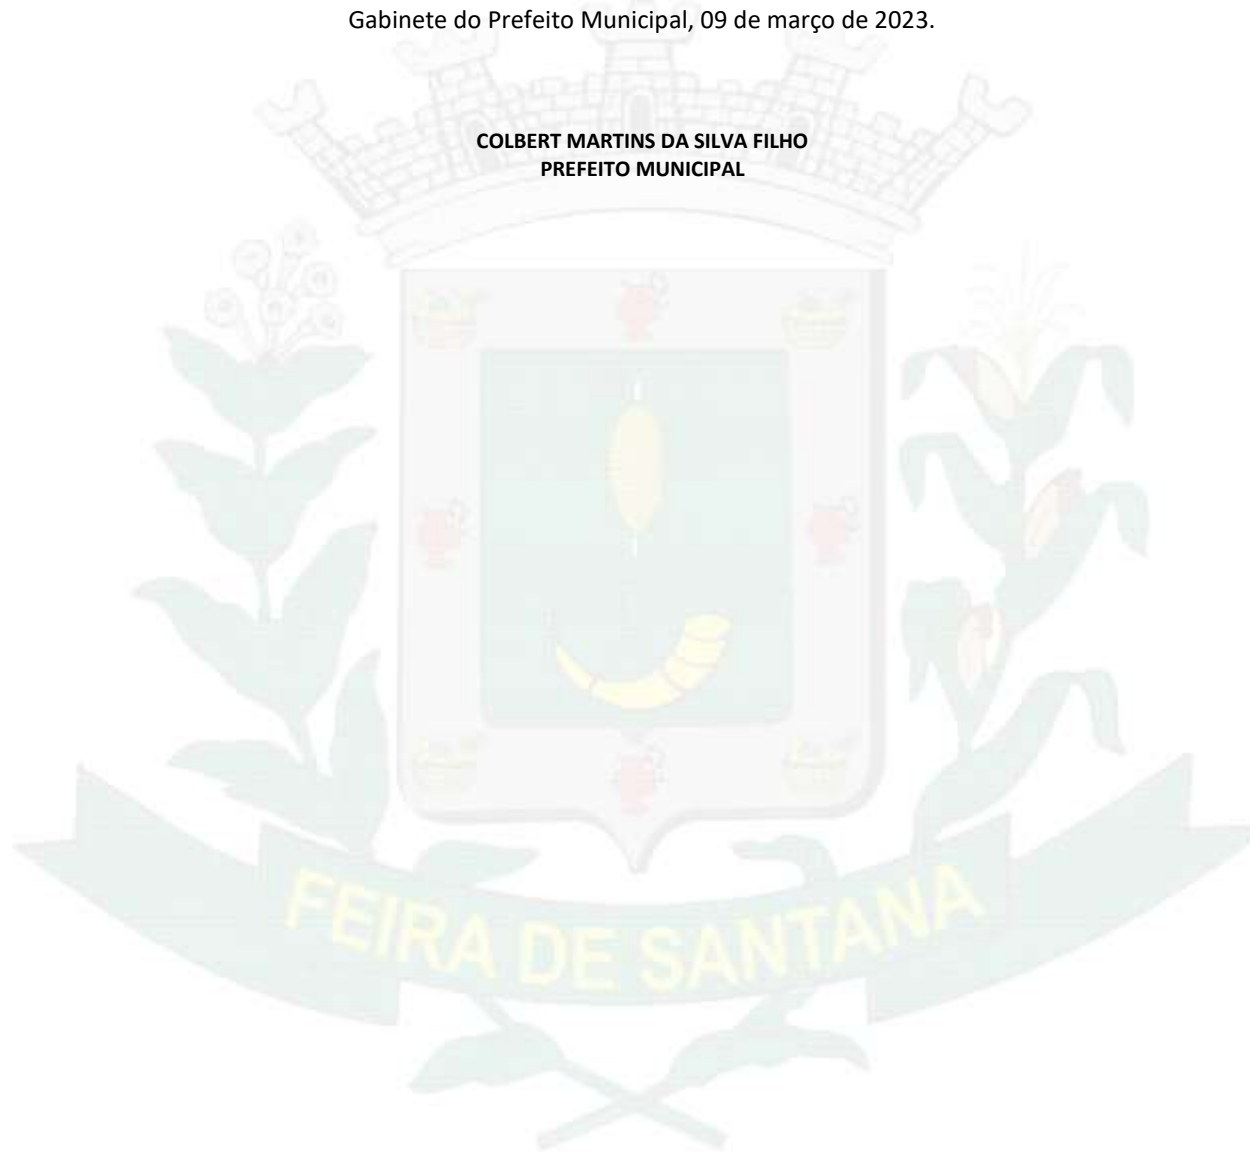 Gabinete do Prefeito Municipal, 09 de março de 2023.
COLBERT MARTINS DA SILVA FILHO
PREFEITO MUNICIPAL
FEIRA DE SANTANA